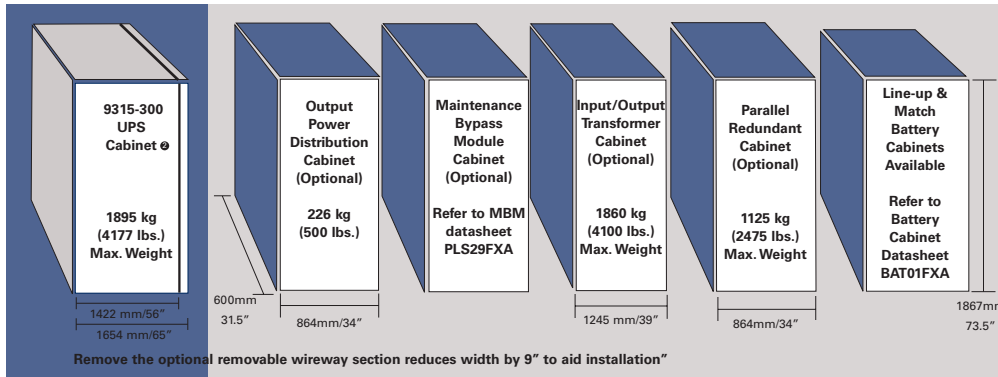 9315-300
UPS
Cabinet ❷
1895 kg
(4177 lbs.)
Max. Weight
1422 mm/56"
1654 mm/65"
Output
Power
Distribution
Cabinet
(Optional)
226 kg
(500 lbs.)
600mm
31.5"
864mm/34"
Maintenance
Bypass
Module
Cabinet
(Optional)
Refer to MBM
datasheet
PLS29FXA
Input/Output
Transformer
Cabinet
(Optional)
1860 kg
(4100 lbs.)
Max. Weight
1245 mm/39"
Parallel
Redundant
Cabinet
(Optional)
1125 kg
(2475 lbs.)
Max. Weight
864mm/34"
Line-up &
Match
Battery
Cabinets
Available
Refer to
Battery
Cabinet
Datasheet
BAT01FXA
1867mm
73.5"
Remove the optional removable wireway section reduces width by 9" to aid installation"